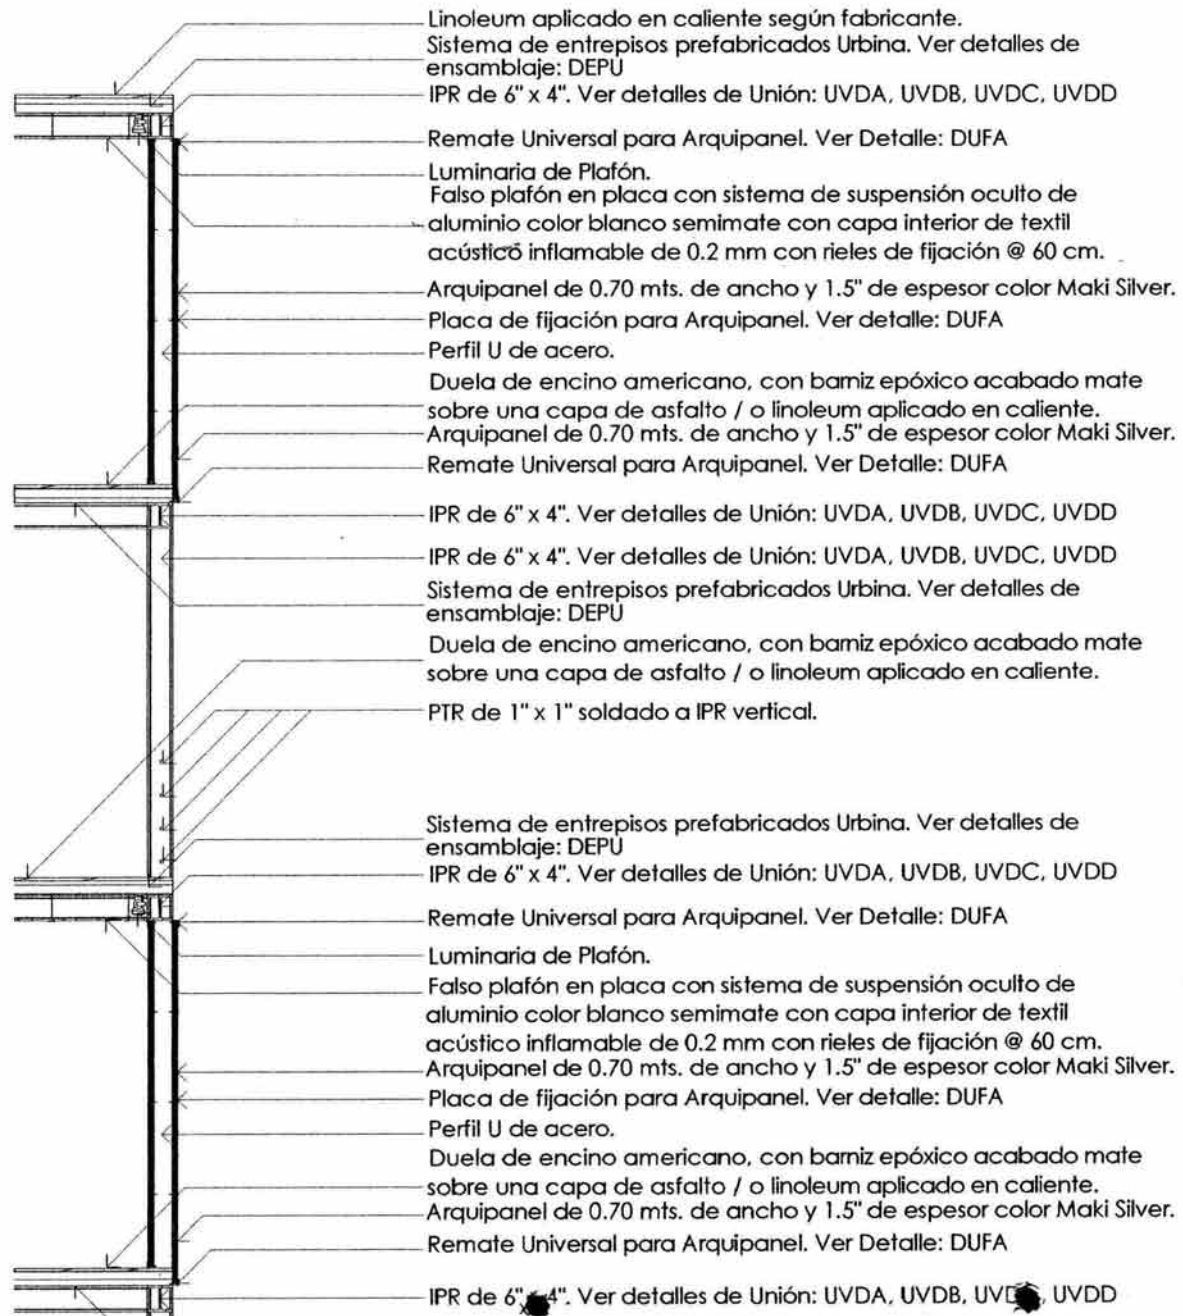 Linoleum aplicado en caliente según fabricante.
Sistema de entrepisos prefabricados Urbina. Ver detalles de
ensamblaje: DEPU
IPR de 6" x 4". Ver detalles de Unión: UVDA, UVDB, UVDC, UVDD
Remate Universal para Arquipanel. Ver Detalle: DUFA
Luminaria de Plafón.
Falso plafón en placa con sistema de suspensión oculto de
aluminio color blanco semimate con capa interior de textil
acústico inflamable de 0.2 mm con rieles de fijación @ 60 cm.
Arquipanel de 0.70 mts. de ancho y 1.5" de espesor color Maki Silver.
Placa de fijación para Arquipanel. Ver detalle: DUFA
Perfil U de acero.
Duela de encino americano, con barniz epóxico acabado mate
sobre una capa de asfalto / o linoleum aplicado en caliente.
Arquipanel de 0.70 mts. de ancho y 1.5" de espesor color Maki Silver.
Remate Universal para Arquipanel. Ver Detalle: DUFA
IPR de 6" x 4". Ver detalles de Unión: UVDA, UVDB, UVDC, UVDD
IPR de 6" x 4". Ver detalles de Unión: UVDA, UVDB, UVDC, UVDD
Sistema de entrepisos prefabricados Urbina. Ver detalles de
ensamblaje: DEPU
Duela de encino americano, con barniz epóxico acabado mate
sobre una capa de asfalto / o linoleum aplicado en caliente.
PTR de 1" x 1" soldado a IPR vertical.
Sistema de entrepisos prefabricados Urbina. Ver detalles de
ensamblaje: DEPU
IPR de 6" x 4". Ver detalles de Unión: UVDA, UVDB, UVDC, UVDD
Remate Universal para Arquipanel. Ver Detalle: DUFA
Luminaria de Plafón.
Falso plafón en placa con sistema de suspensión oculto de
aluminio color blanco semimate con capa interior de textil
acústico inflamable de 0.2 mm con rieles de fijación @ 60 cm.
Arquipanel de 0.70 mts. de ancho y 1.5" de espesor color Maki Silver.
Placa de fijación para Arquipanel. Ver detalle: DUFA
Perfil U de acero.
Duela de encino americano, con barniz epóxico acabado mate
sobre una capa de asfalto / o linoleum aplicado en caliente.
Arquipanel de 0.70 mts. de ancho y 1.5" de espesor color Maki Silver.
Remate Universal para Arquipanel. Ver Detalle: DUFA
IPR de 6" x 4". Ver detalles de Unión: UVDA, UVDB, UVDD